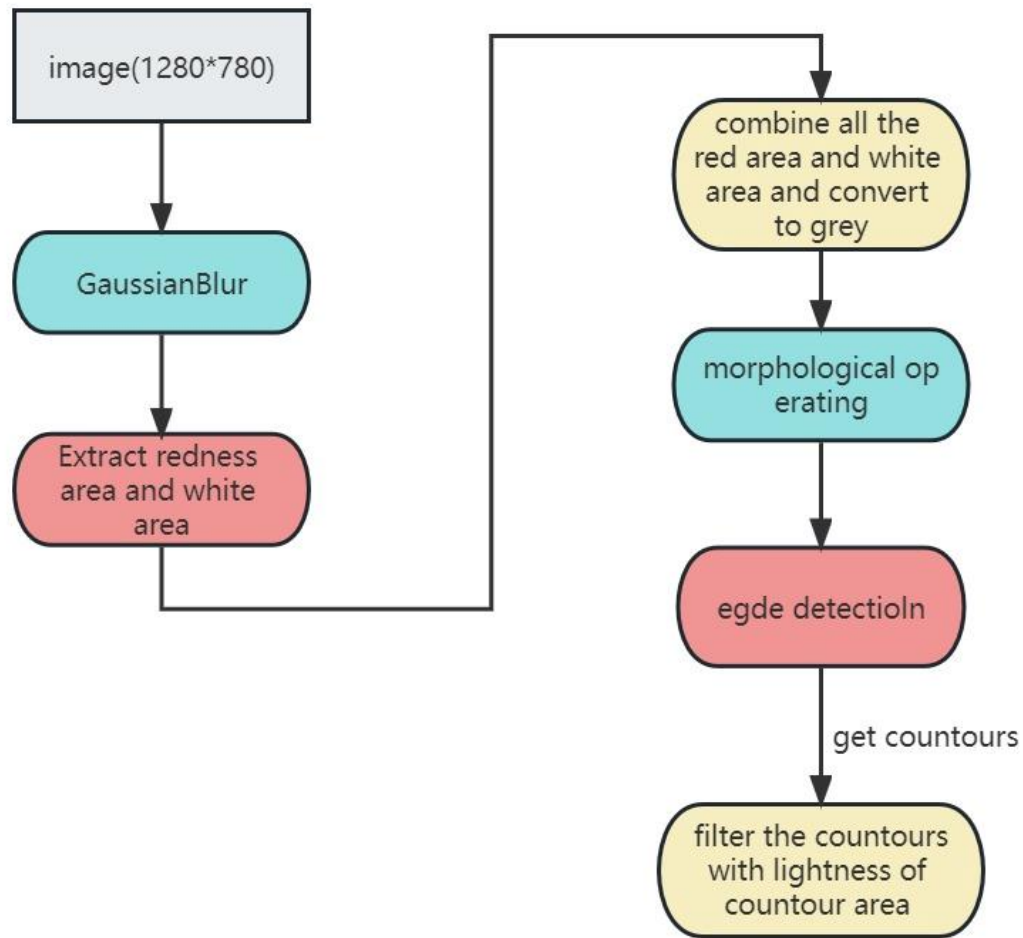 image(1280*780)
GaussianBlur
Extract redness
area and white
area
combine all the
red area and white
area and convert
to grey
morphological op
erating
egde detectioIn
get countours
filter the countours
with lightness of
countour area